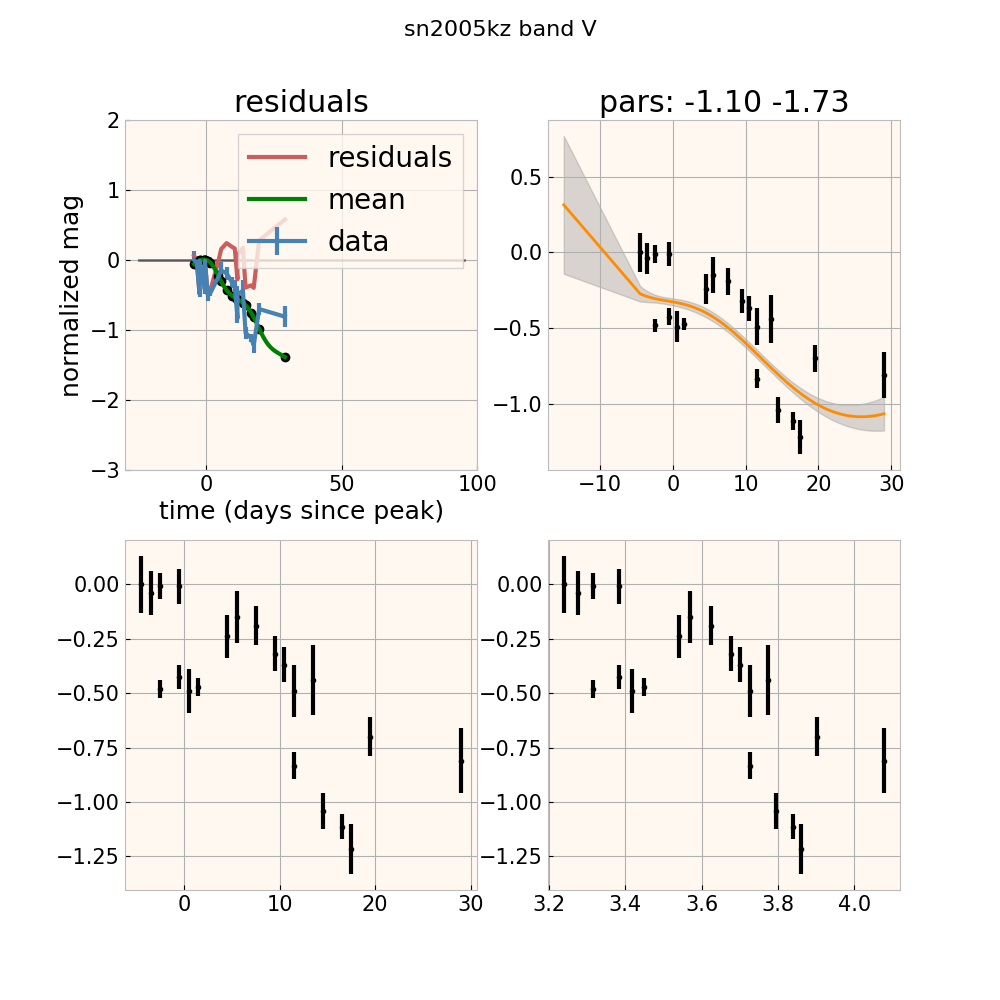 sn2005kz band V
residuals
pars: -1.10 -1.73
residuals
mean
data
normalized mag
2
1
0
−1
−2
−3
0 50 100
time (days since peak)
0.5
0.0
−0.5
−1.0
−10 0 10 20 30
0.00
−0.25
−0.50
−0.75
−1.00
−1.25
0 10 20 30
0.00
−0.25
−0.50
−0.75
−1.00
−1.25
3.2 3.4 3.6 3.8 4.0